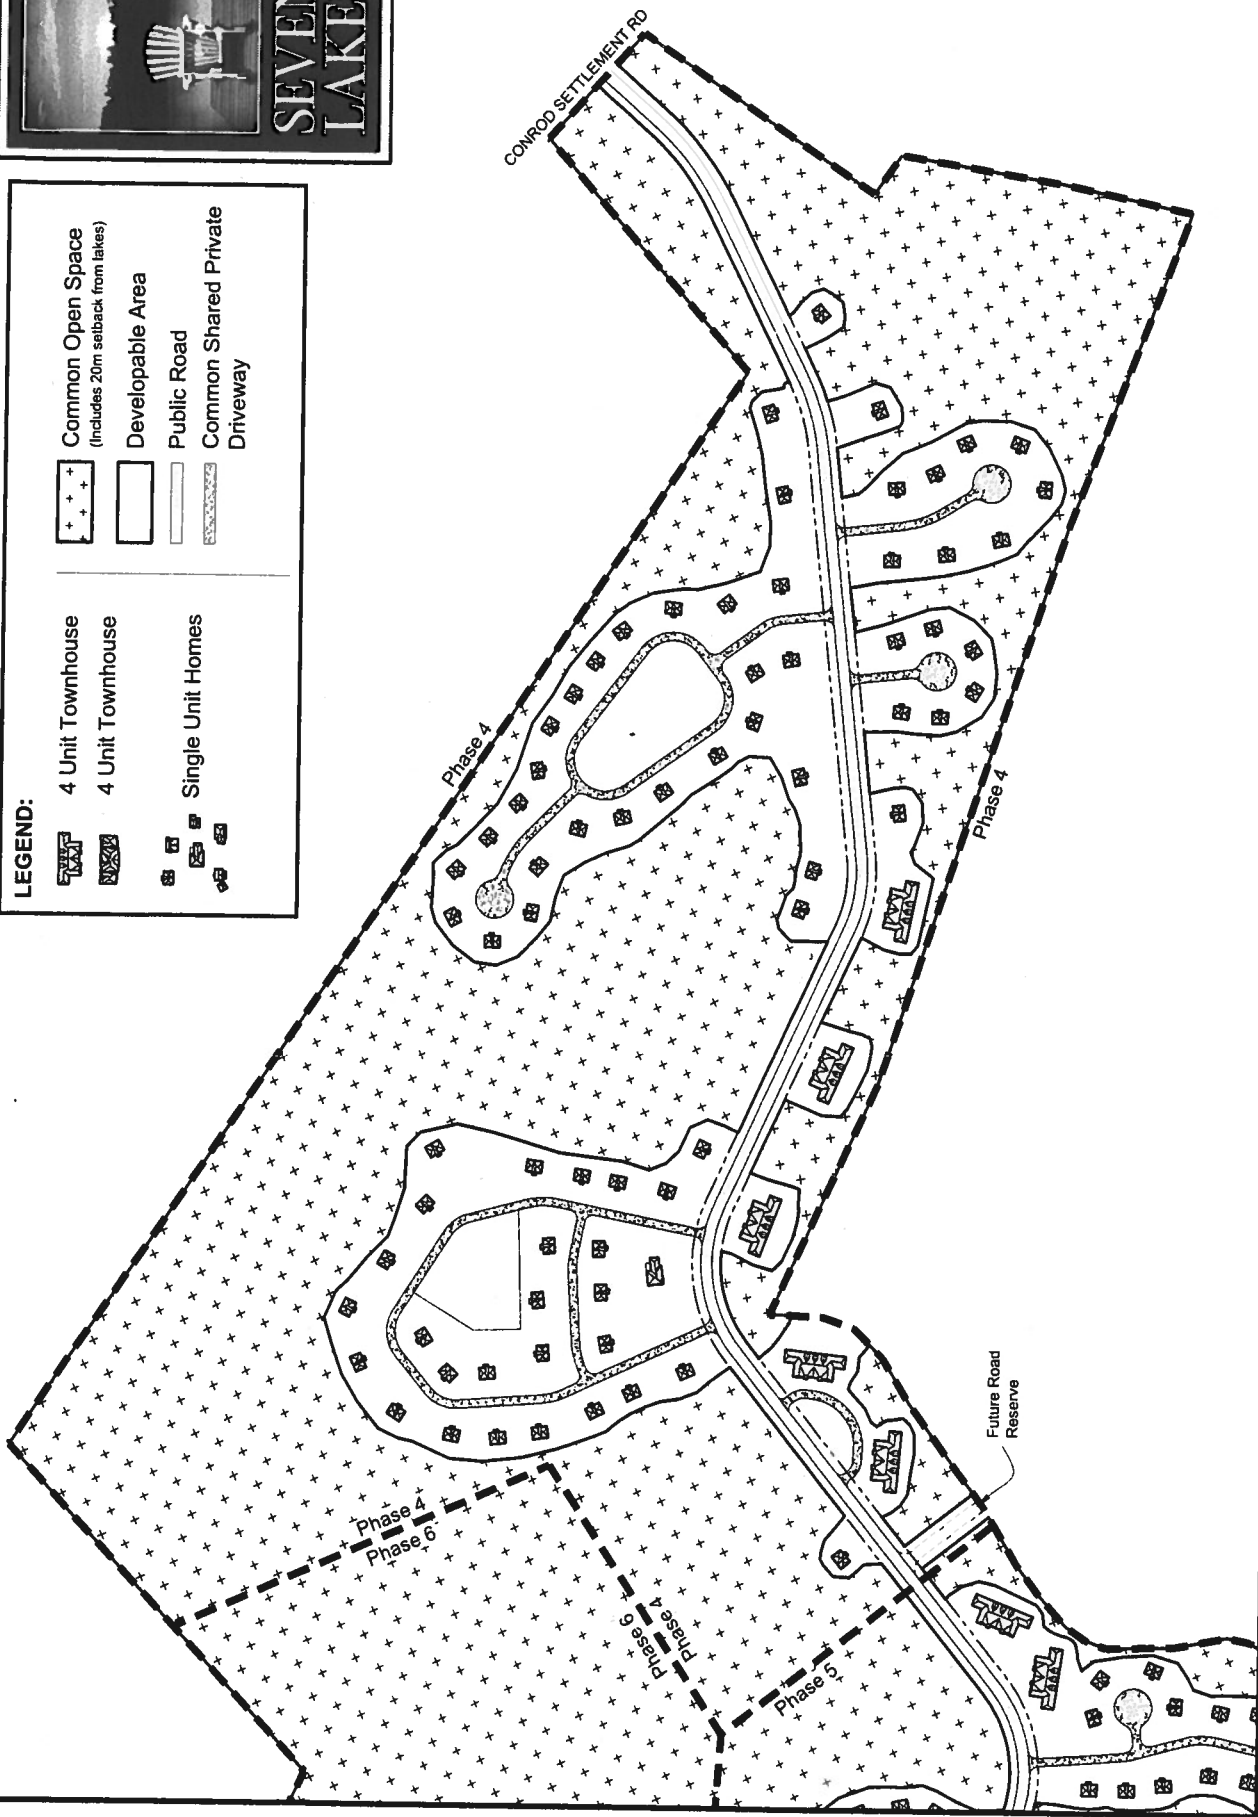 SEVEN
LAKE
LEGEND:
4 Unit Townhouse
4 Unit Townhouse
Single Unit Homes
Common Open Space
(Includes 20m setback from lakes)
Developable Area
Public Road
Common Shared Private
Driveway
CONROD SETTLEMENT RD
Phase 4
Phase 4
Phase 4
Phase 6
Phase 6
Phase 4
Phase 5
Future Road
Reserve